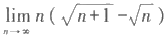 lim n ( √n+1 − √n )
n→∞